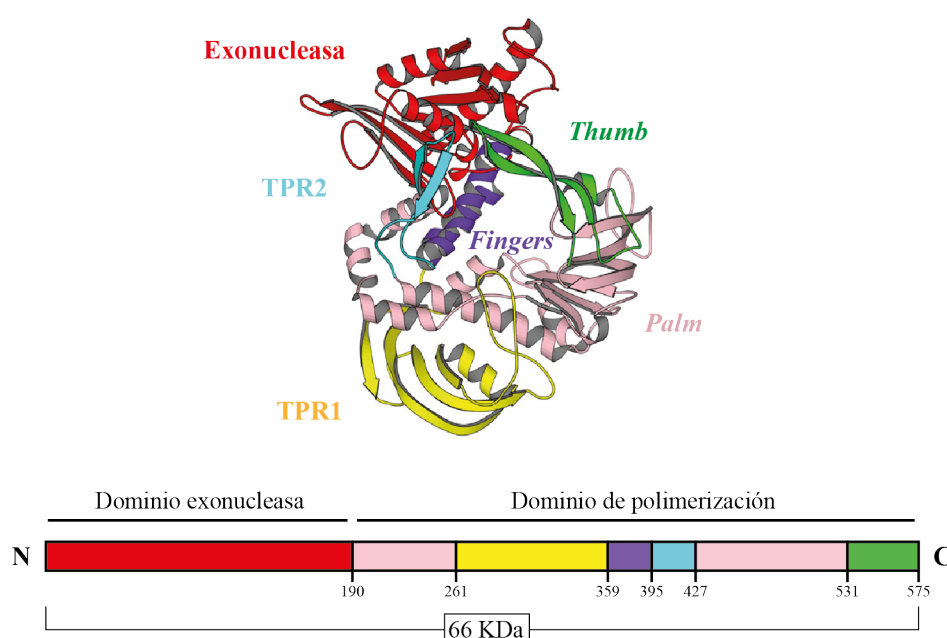 Exonucleasa
Thumb
TPR2
Fingers
Palm
TPR1
Dominio exonucleasa
Dominio de polimerización
N
C
190
261
359
395
427
531
575
66 KDa